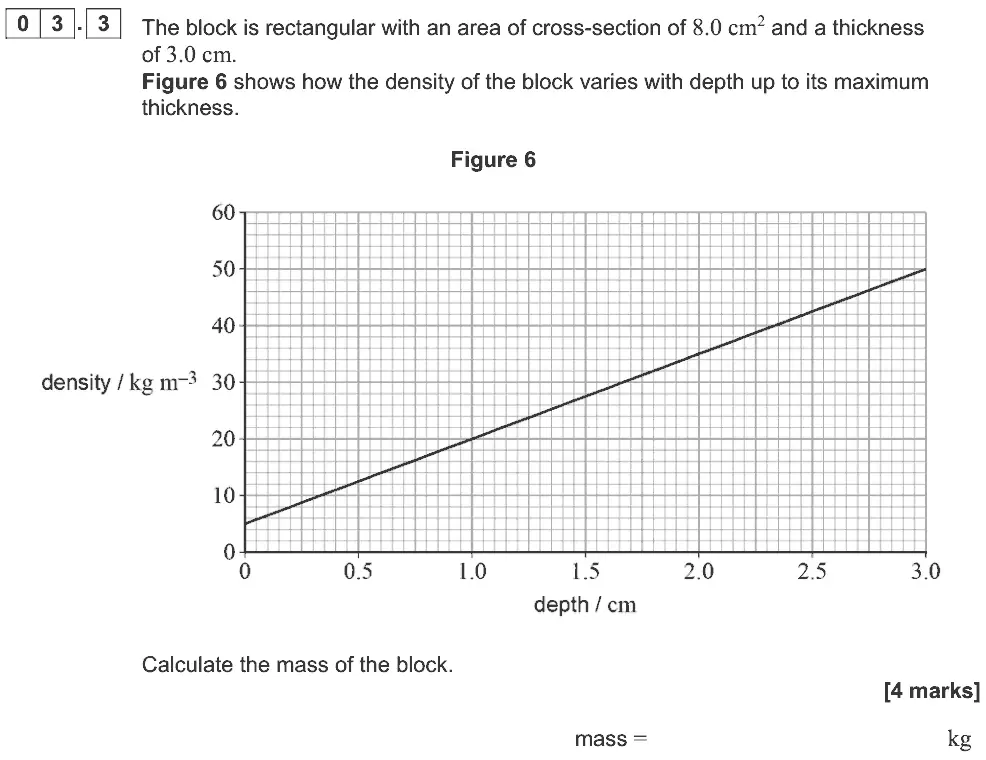 0 3 . 3 The block is rectangular with an area of cross-section of 8.0 cm² and a thickness
of 3.0 cm.
Figure 6 shows how the density of the block varies with depth up to its maximum
thickness.
Figure 6
60
50
40
density / kg m⁻³ 30
20
10
0
0 0.5 1.0 1.5 2.0 2.5 3.0
depth / cm
Calculate the mass of the block.
[4 marks]
mass = kg